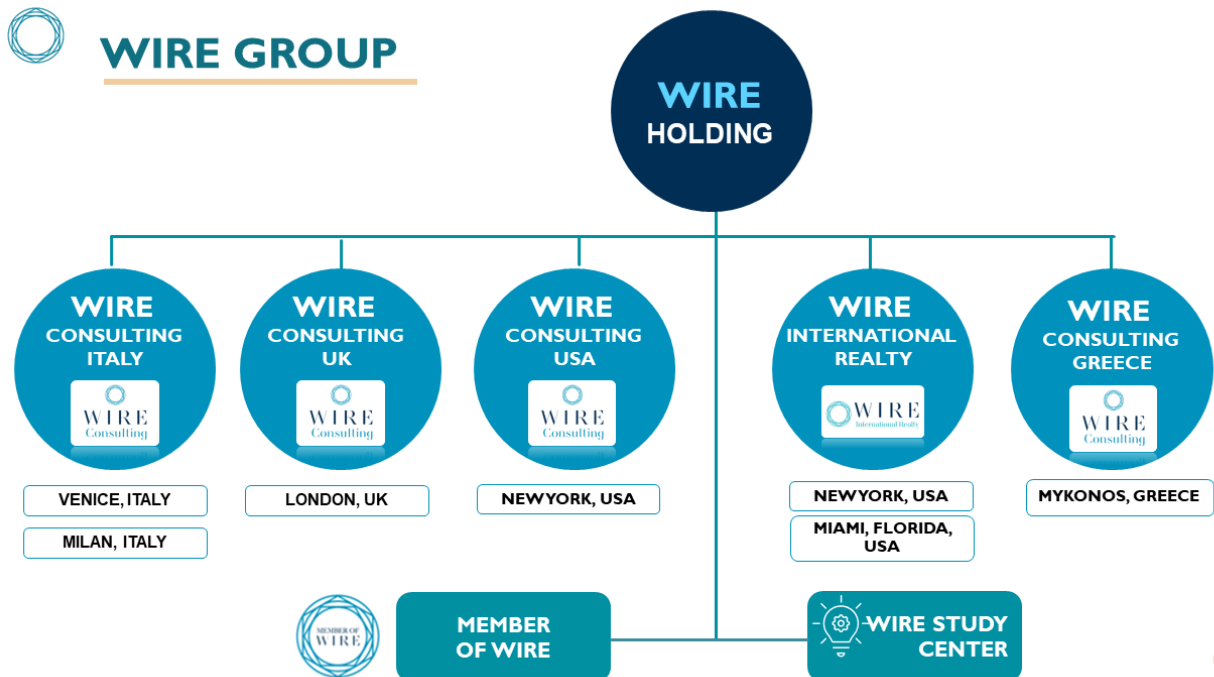 WIRE GROUP
WIRE
HOLDING
WIRE
CONSULTING
ITALY
WIRE
Consulting
WIRE
CONSULTING
UK
WIRE
Consulting
WIRE
CONSULTING
USA
WIRE
Consulting
WIRE
INTERNATIONAL
REALTY
WIRE
International Realty
WIRE
CONSULTING
GREECE
WIRE
Consulting
VENICE, ITALY
MILAN, ITALY
LONDON, UK
NEWYORK, USA
NEWYORK, USA
MIAMI, FLORIDA,
USA
MYKONOS, GREECE
MEMBER OF
WIRE
MEMBER
OF WIRE
WIRE STUDY
CENTER